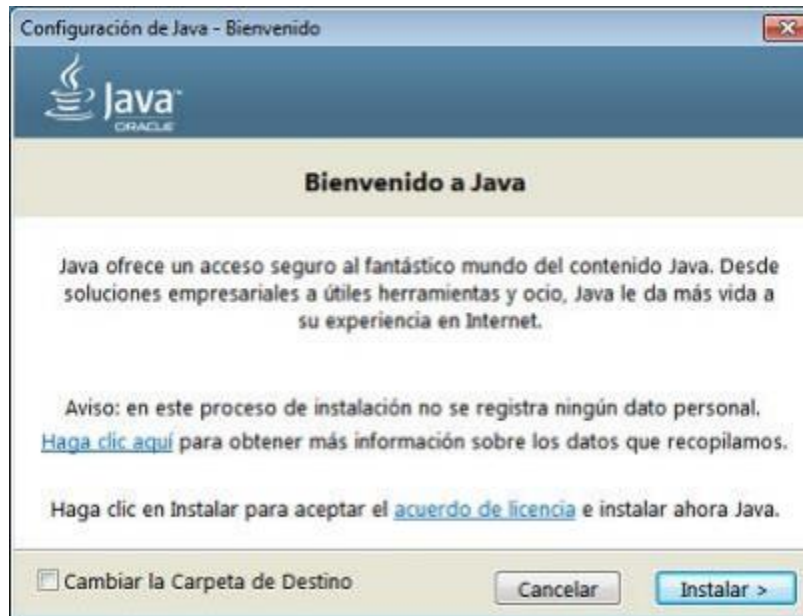 Configuración de Java - Bienvenido
Java™
ORACLE
Bienvenido a Java
Java ofrece un acceso seguro al fantástico mundo del contenido Java. Desde
soluciones empresariales a útiles herramientas y ocio, Java le da más vida a
su experiencia en Internet.
Aviso: en este proceso de instalación no se registra ningún dato personal.
Haga clic aquí para obtener más información sobre los datos que recopilamos.
Haga clic en Instalar para aceptar el acuerdo de licencia e instalar ahora Java.
Cambiar la Carpeta de Destino
Cancelar
Instalar >